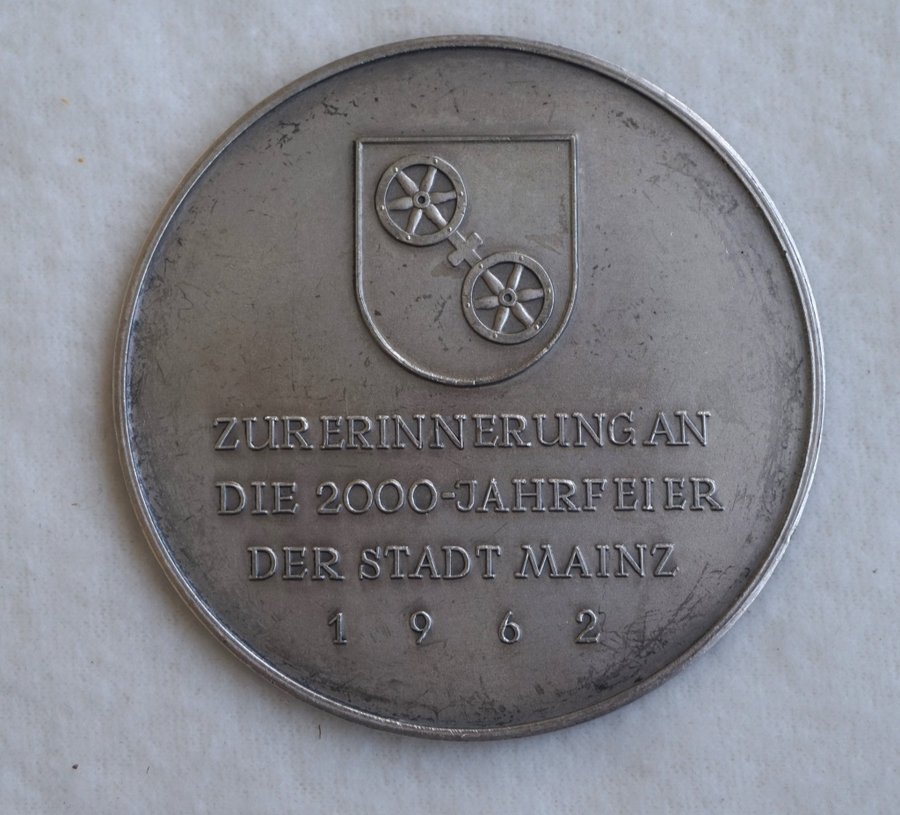 ZUR ERINNERUNG AN
DIE 2000-JAHRFEIER
DER STADT MAINZ
1962